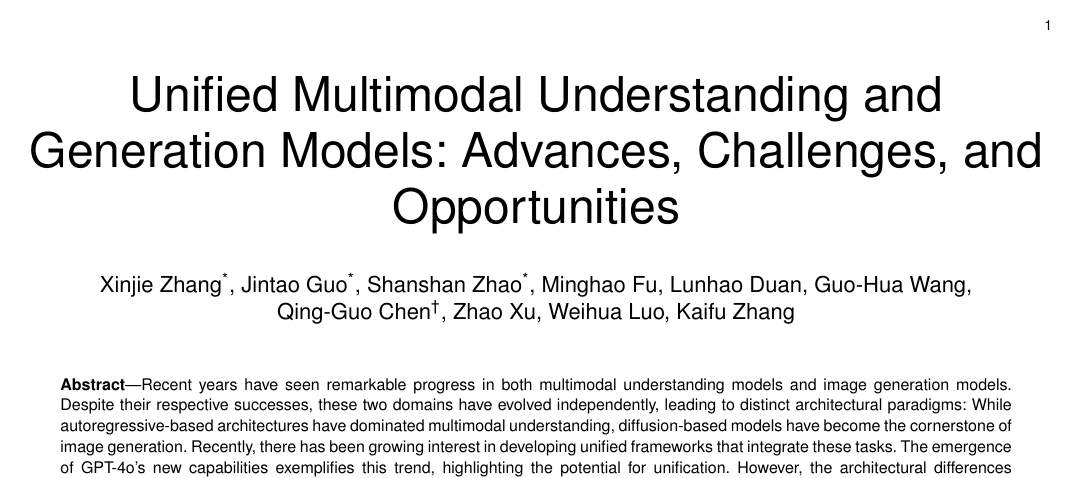 1
Unified Multimodal Understanding and
Generation Models: Advances, Challenges, and
Opportunities
Xinjie Zhang*, Jintao Guo*, Shanshan Zhao*, Minghao Fu, Lunhao Duan, Guo-Hua Wang,
Qing-Guo Chen†, Zhao Xu, Weihua Luo, Kaifu Zhang
Abstract—Recent years have seen remarkable progress in both multimodal understanding models and image generation models.
Despite their respective successes, these two domains have evolved independently, leading to distinct architectural paradigms: While
autoregressive-based architectures have dominated multimodal understanding, diffusion-based models have become the cornerstone of
image generation. Recently, there has been growing interest in developing unified frameworks that integrate these tasks. The emergence
of GPT-4o's new capabilities exemplifies this trend, highlighting the potential for unification. However, the architectural differences